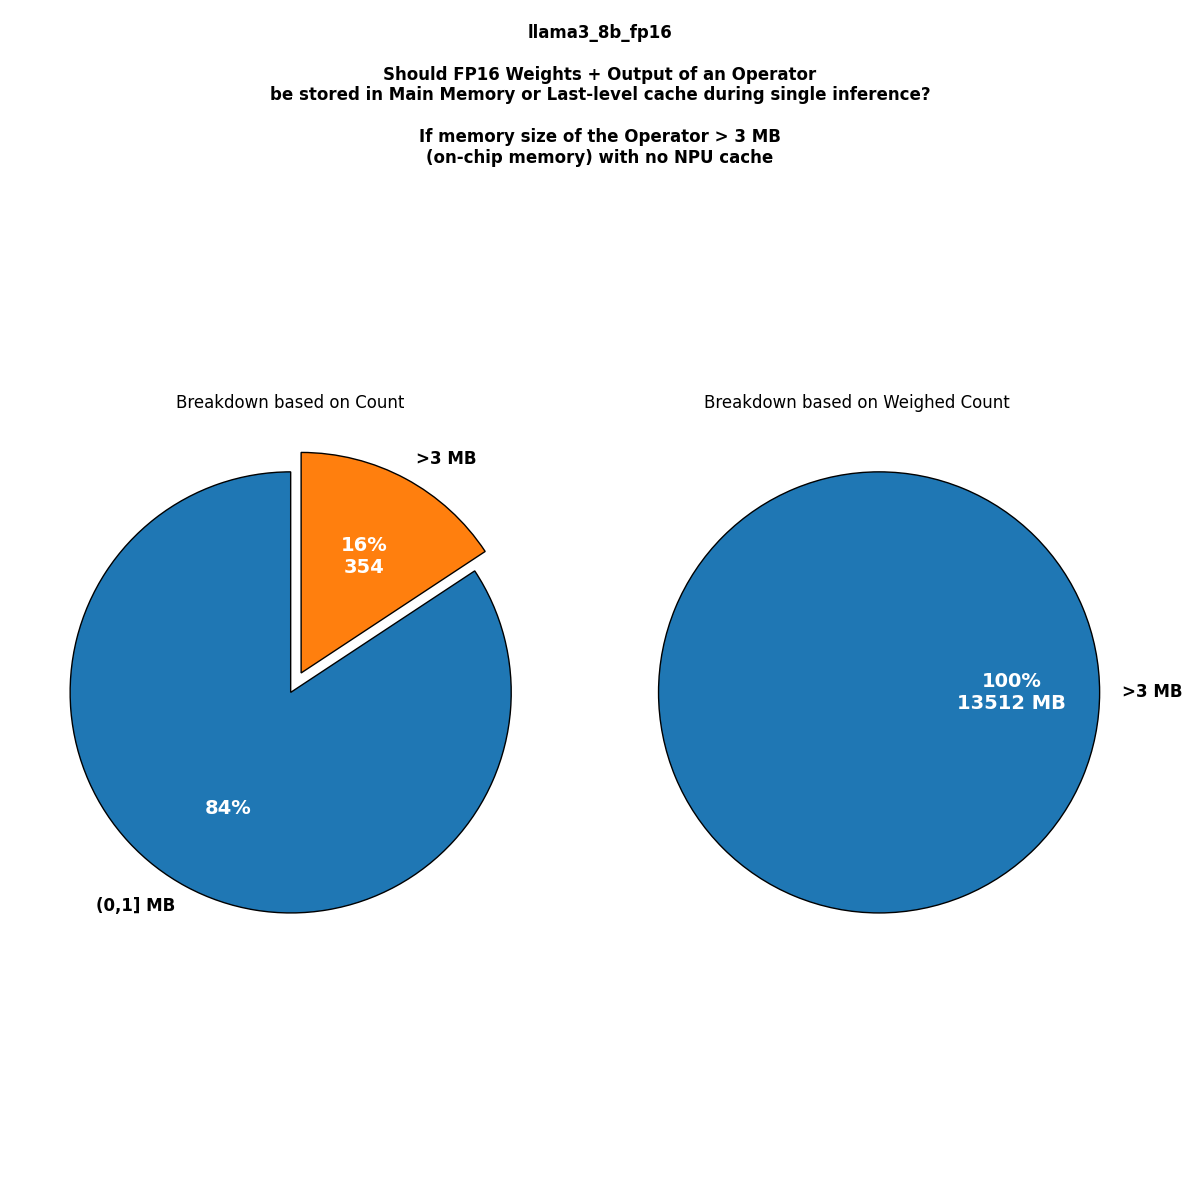 llama3_8b_fp16
Should FP16 Weights + Output of an Operator
be stored in Main Memory or Last-level cache during single inference?
If memory size of the Operator > 3 MB
(on-chip memory) with no NPU cache
Breakdown based on Count
>3 MB
16%
354
84%
(0,1] MB
Breakdown based on Weighed Count
100%
13512 MB
>3 MB